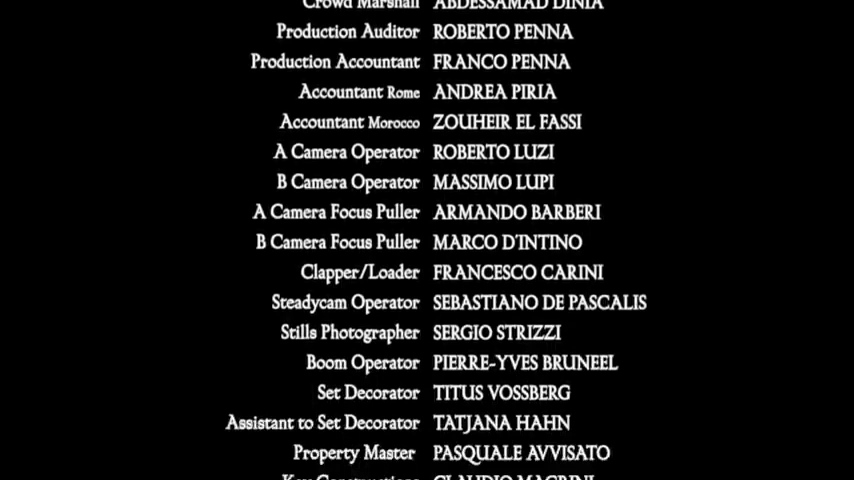 Crowd Marshall ABDESSAMAD DINIA
Production Auditor ROBERTO PENNA
Production Accountant FRANCO PENNA
Accountant Rome ANDREA PIRIA
Accountant Morocco ZOUHEIR EL FASSI
A Camera Operator ROBERTO LUZI
B Camera Operator MASSIMO LUPI
A Camera Focus Puller ARMANDO BARBERI
B Camera Focus Puller MARCO D'INTINO
Clapper/Loader FRANCESCO CARINI
Steadycam Operator SEBASTIANO DE PASCALIS
Stills Photographer SERGIO STRIZZI
Boom Operator PIERRE-YVES BRUNEEL
Set Decorator TITUS VOSSBERG
Assistant to Set Decorator TATJANA HAHN
Property Master PASQUALE AVVISATO
Key CLAUDIO